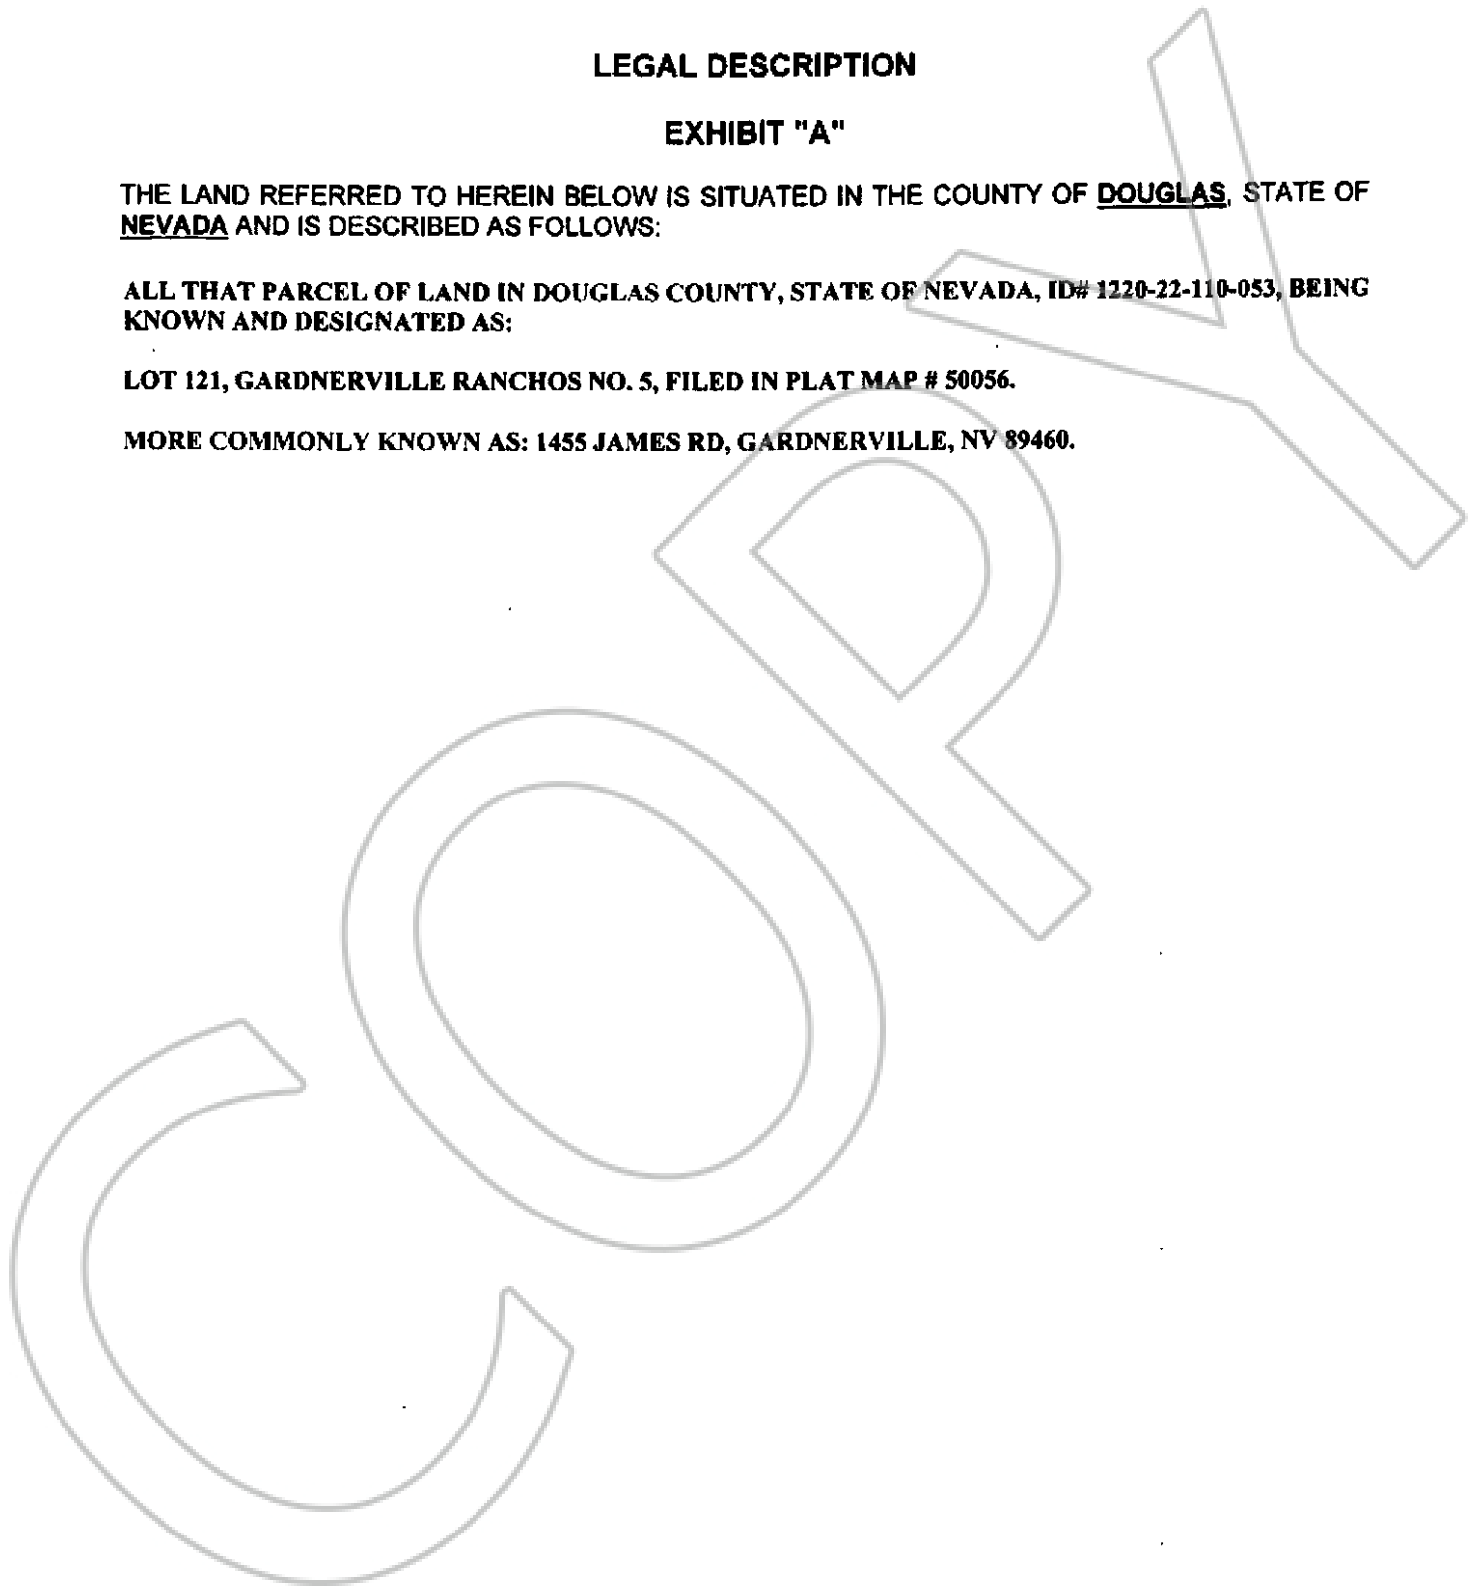 LEGAL DESCRIPTION
EXHIBIT "A"
THE LAND REFERRED TO HEREIN BELOW IS SITUATED IN THE COUNTY OF DOUGLAS, STATE OF
NEVADA AND IS DESCRIBED AS FOLLOWS:
ALL THAT PARCEL OF LAND IN DOUGLAS COUNTY, STATE OF NEVADA, ID# 1220-22-110-053, BEING
KNOWN AND DESIGNATED AS:
LOT 121, GARDNERVILLE RANCHOS NO. 5, FILED IN PLAT MAP # 50056.
MORE COMMONLY KNOWN AS: 1455 JAMES RD, GARDNERVILLE, NV 89460.
COPY